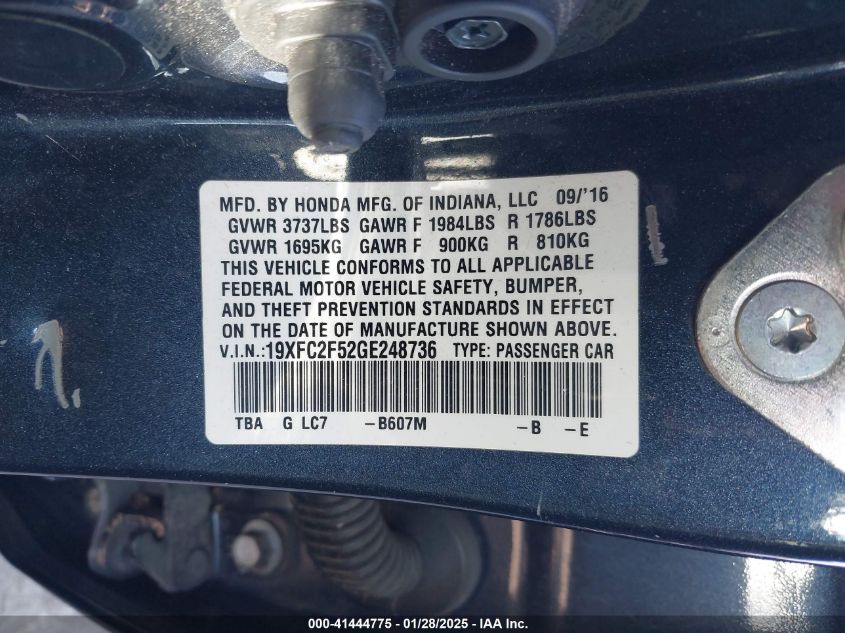 MFD. BY HONDA MFG. OF INDIANA, LLC 09/'16
GVWR 3737LBS GAWR F 1984LBS R 1786LBS
GVWR 1695KG GAWR F 900KG R 810KG
THIS VEHICLE CONFORMS TO ALL APPLICABLE
FEDERAL MOTOR VEHICLE SAFETY, BUMPER,
AND THEFT PREVENTION STANDARDS IN EFFECT
ON THE DATE OF MANUFACTURE SHOWN ABOVE.
V.I.N.:19XFC2F52GE248736 TYPE: PASSENGER CAR
TBA G LC7 -B607M -B -E
000-41444775 - 01/28/2025 - IAA Inc.